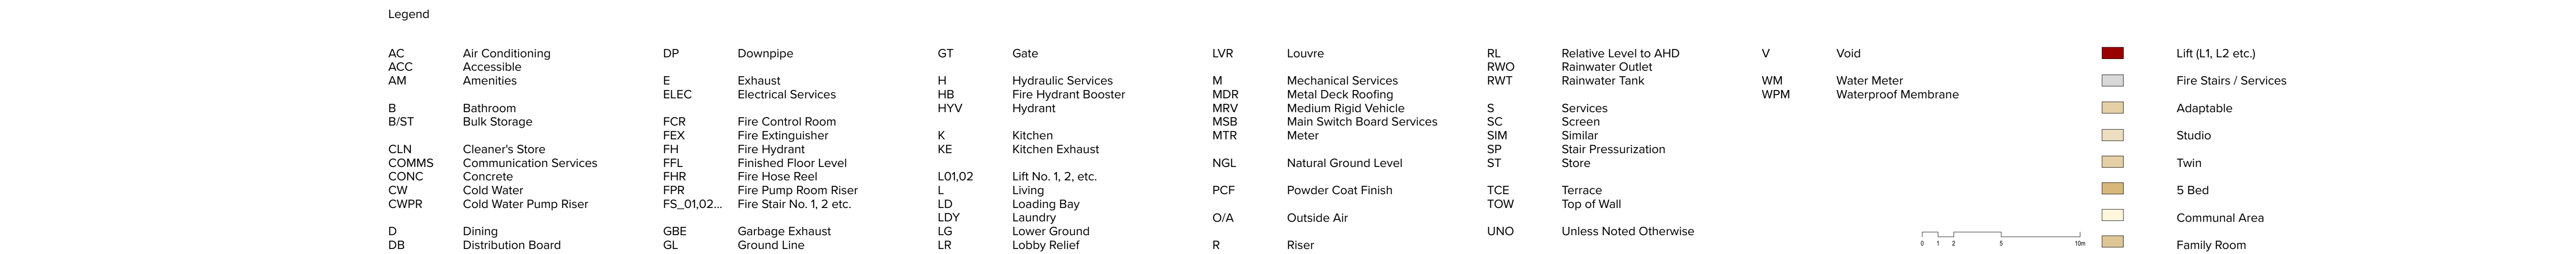 Legend
AC Air Conditioning
ACC Accessible
AM Amenities
B Bathroom
B/ST Bulk Storage
CLN Cleaner's Store
COMMS Communication Services
CONC Concrete
CW Cold Water
CWPR Cold Water Pump Riser
D Dining
DB Distribution Board
DP Downpipe
E Exhaust
ELEC Electrical Services
FCR Fire Control Room
FEX Fire Extinguisher
FH Fire Hydrant
FFL Finished Floor Level
FHR Fire Hose Reel
FPR Fire Pump Room Riser
FS_01,02... Fire Stair No. 1, 2 etc.
GBE Garbage Exhaust
GL Ground Line
GT Gate
H Hydraulic Services
HB Fire Hydrant Booster
HYV Hydrant
K Kitchen
KE Kitchen Exhaust
L01,02 Lift No. 1, 2, etc.
L Living
LD Loading Bay
LDY Laundry
LG Lower Ground
LR Lobby Relief
LVR Louvre
M Mechanical Services
MDR Metal Deck Roofing
MRV Medium Rigid Vehicle
MSB Main Switch Board Services
MTR Meter
NGL Natural Ground Level
PCF Powder Coat Finish
O/A Outside Air
R Riser
RL Relative Level to AHD
RWO Rainwater Outlet
RWT Rainwater Tank
S Services
SC Screen
SIM Similar
SP Stair Pressurization
ST Store
TCE Terrace
TOW Top of Wall
UNO Unless Noted Otherwise
V Void
WM Water Meter
WPM Waterproof Membrane
0 1 2 5 10m
Lift (L1, L2 etc.)
Fire Stairs / Services
Adaptable
Studio
Twin
5 Bed
Communal Area
Family Room